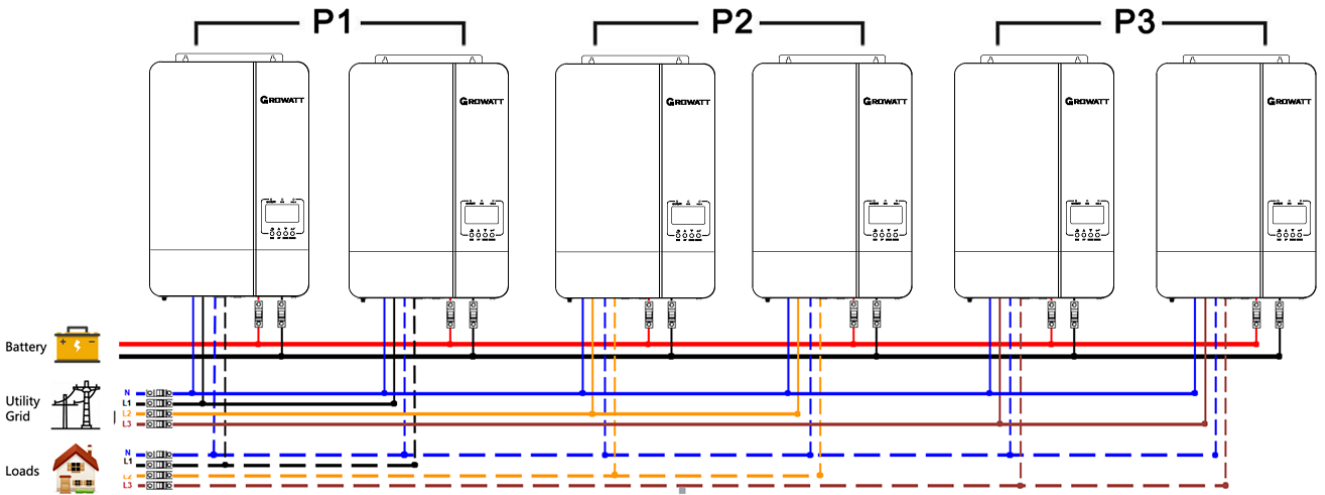 P1 P2 P3
GROWATT GROWATT GROWATT GROWATT GROWATT GROWATT
Battery
+ -
Utility
Grid
N
L1
L2
L3
Loads
N
L1
L2
L3